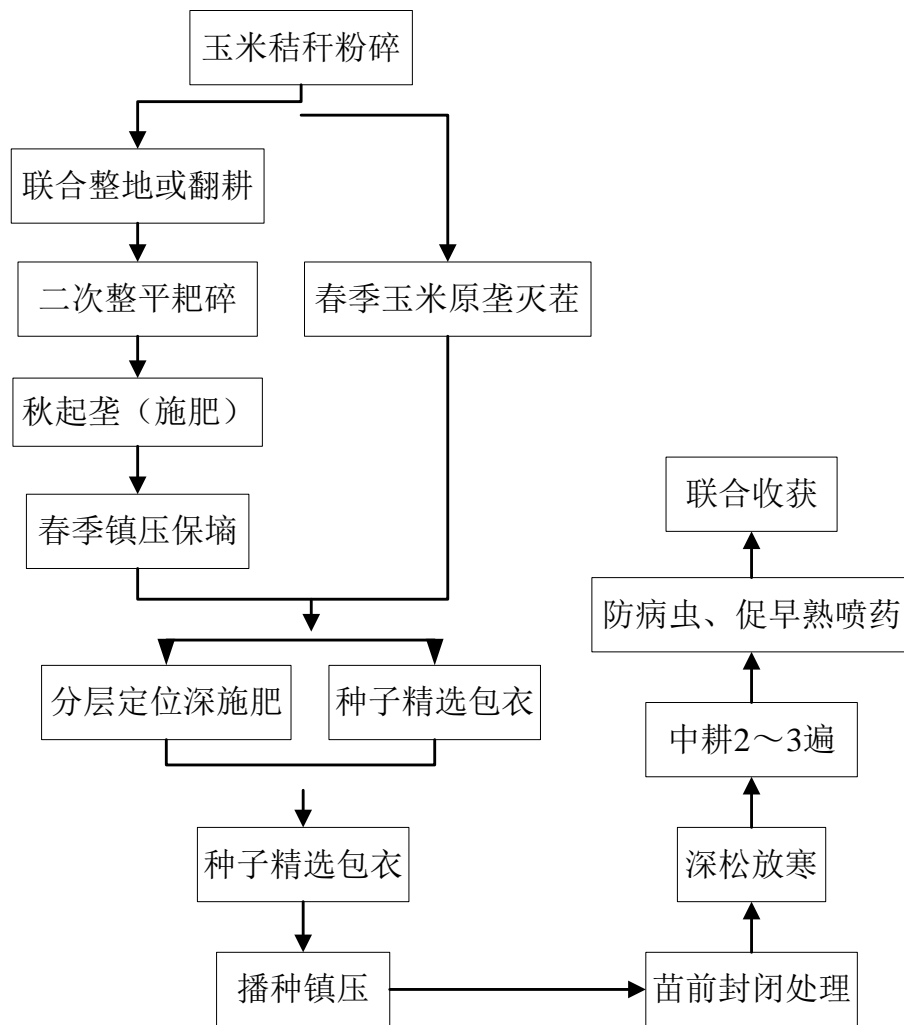 玉米秸秆粉碎
联合整地或翻耕
二次整平耙碎
春季玉米原垄灭茬
秋起垄（施肥）
春季镇压保墒
分层定位深施肥
种子精选包衣
种子精选包衣
播种镇压
苗前封闭处理
深松放寒
中耕2～3遍
防病虫、促早熟喷药
联合收获